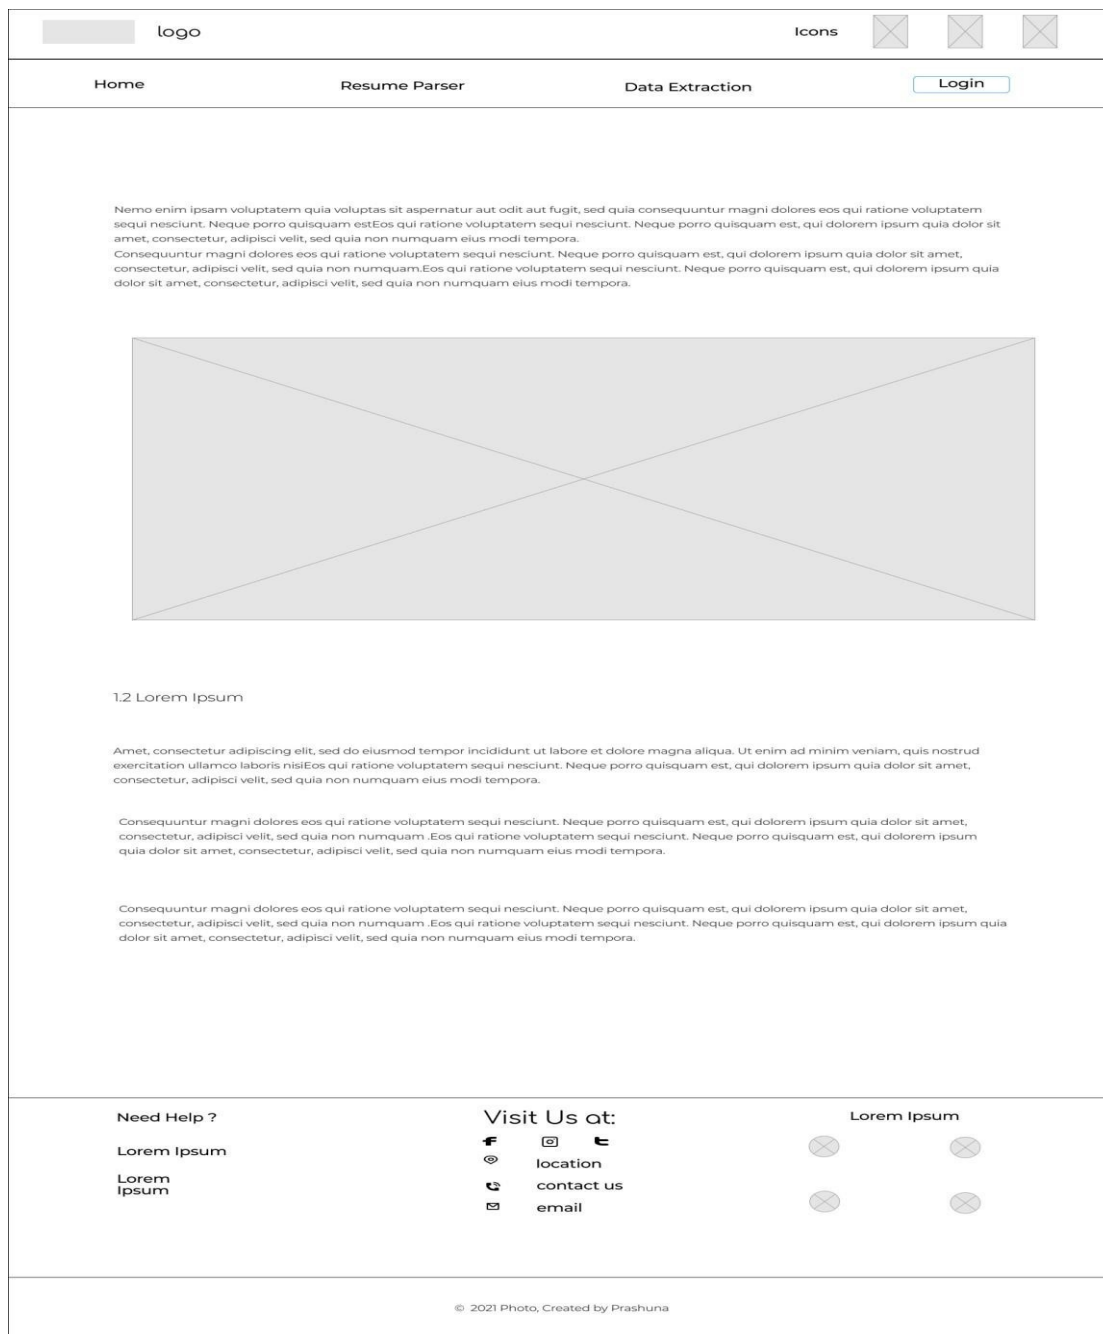 logo
Icons
Home
Resume Parser
Data Extraction
Login
Nemo enim ipsam voluptatem quia voluptas sit aspernatur aut odit aut fugit, sed quia consequuntur magni dolores eos qui ratione voluptatem
sequi nesciunt. Neque porro quisquam estEos qui ratione voluptatem sequi nesciunt. Neque porro quisquam est, qui dolorem ipsum quia dolor sit
amet, consectetur, adipisci velit, sed quia non numquam eius modi tempora.
Consequuntur magni dolores eos qui ratione voluptatem sequi nesciunt. Neque porro quisquam est, qui dolorem ipsum quia dolor sit amet,
consectetur, adipisci velit, sed quia non numquam.Eos qui ratione voluptatem sequi nesciunt. Neque porro quisquam est, qui dolorem ipsum quia
dolor sit amet, consectetur, adipisci velit, sed quia non numquam eius modi tempora.
1.2 Lorem Ipsum
Amet, consectetur adipiscing elit, sed do eiusmod tempor incididunt ut labore et dolore magna aliqua. Ut enim ad minim veniam, quis nostrud
exercitation ullamco laboris nisiEos qui ratione voluptatem sequi nesciunt. Neque porro quisquam est, qui dolorem ipsum quia dolor sit amet,
consectetur, adipisci velit, sed quia non numquam eius modi tempora.
Consequuntur magni dolores eos qui ratione voluptatem sequi nesciunt. Neque porro quisquam est, qui dolorem ipsum quia dolor sit amet,
consectetur, adipisci velit, sed quia non numquam .Eos qui ratione voluptatem sequi nesciunt. Neque porro quisquam est, qui dolorem ipsum
quia dolor sit amet, consectetur, adipisci velit, sed quia non numquam eius modi tempora.
Consequuntur magni dolores eos qui ratione voluptatem sequi nesciunt. Neque porro quisquam est, qui dolorem ipsum quia dolor sit amet,
consectetur, adipisci velit, sed quia non numquam .Eos qui ratione voluptatem sequi nesciunt. Neque porro quisquam est, qui dolorem ipsum quia
dolor sit amet, consectetur, adipisci velit, sed quia non numquam eius modi tempora.
Need Help ?
Lorem Ipsum
Lorem
Ipsum
Visit Us at:
location
contact us
email
Lorem Ipsum
© 2021 Photo, Created by Prashuna